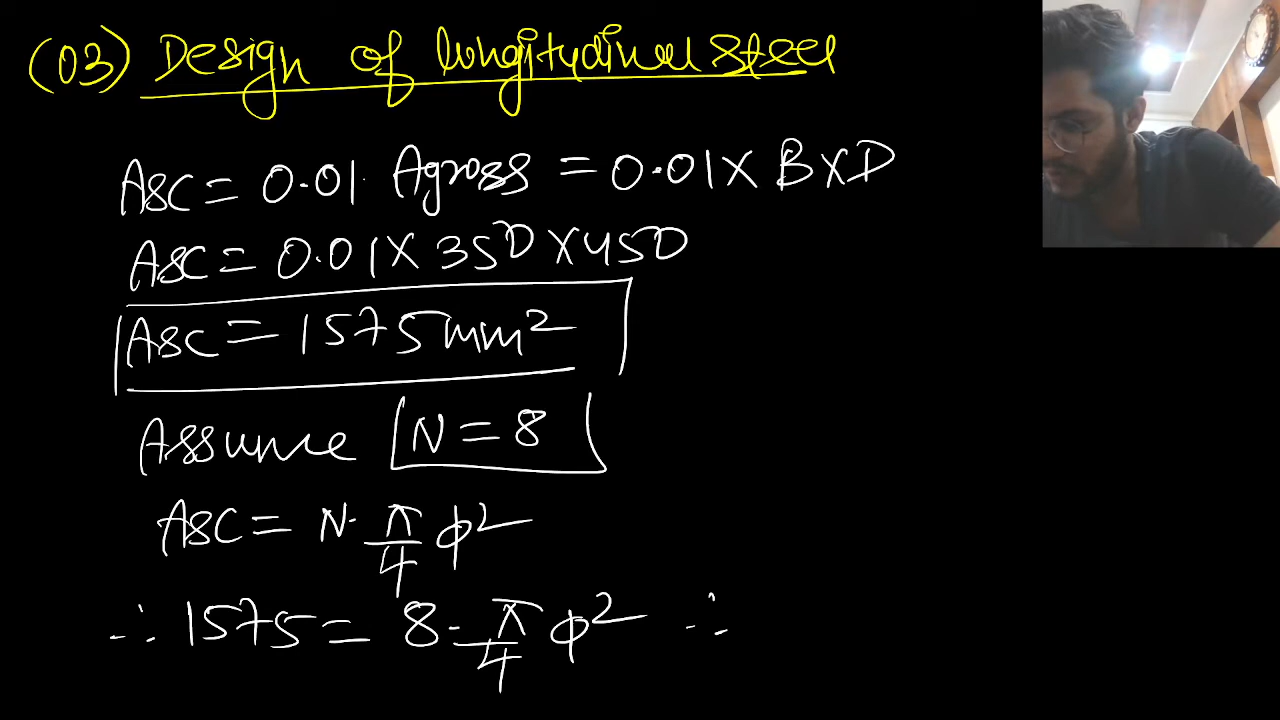 (03) Design of longitudinal steel
Asc = 0.01 Agross = 0.01 X B X D
Asc = 0.01 X 350 X 450
Asc = 1575 mm²
Assume N = 8
Asc = N. π/4 φ²
∴ 1575 = 8. π/4 φ² ∴